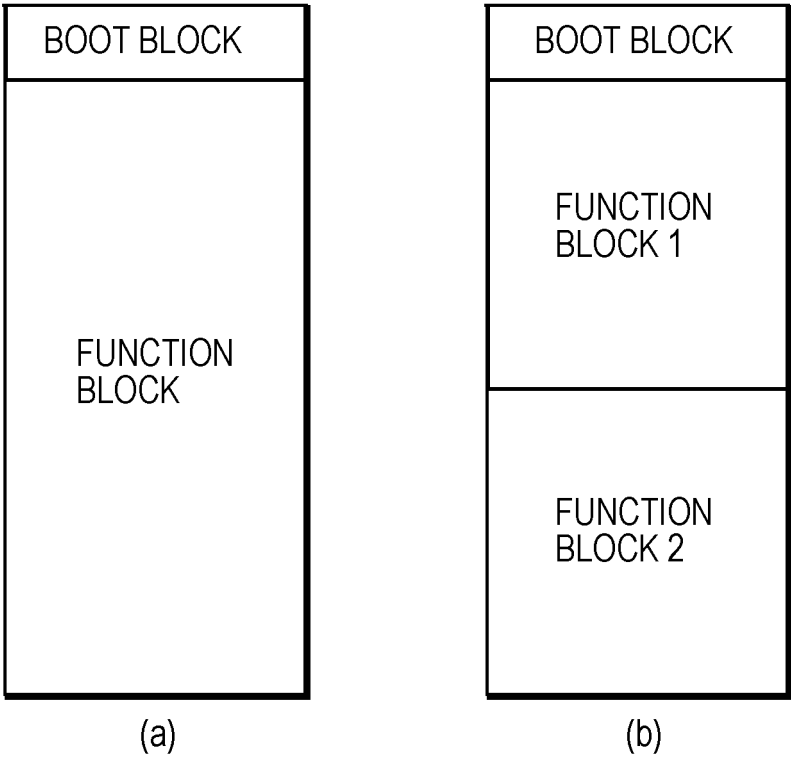 BOOT BLOCK
FUNCTION
BLOCK
(a)
BOOT BLOCK
FUNCTION
BLOCK 1
FUNCTION
BLOCK 2
(b)